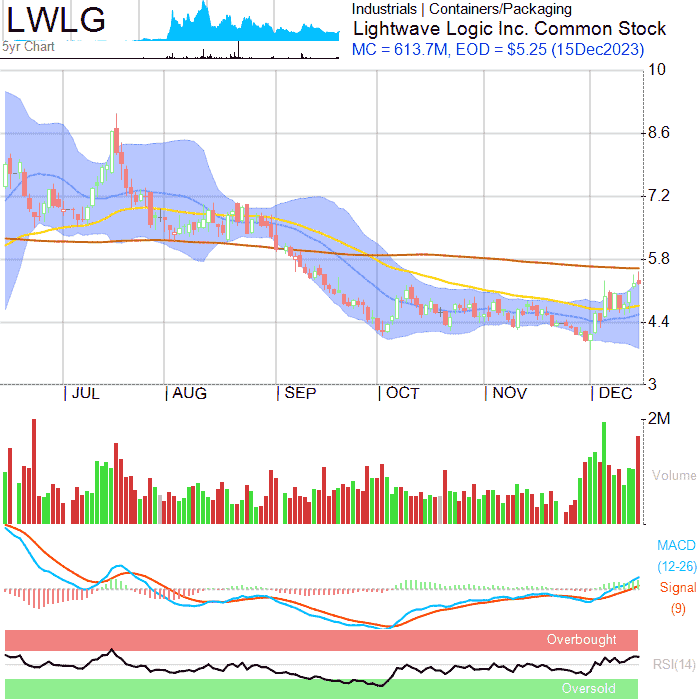 LWLG
5yr Chart
Industrials | Containers/Packaging
Lightwave Logic Inc. Common Stock
MC = 613.7M, EOD = $5.25 (15Dec2023)
10
8.6
7.2
5.8
4.4
3
JUL AUG SEP OCT NOV DEC
2M
Volume
MACD
(12-26)
Signal
(9)
Overbought
RSI(14)
Oversold